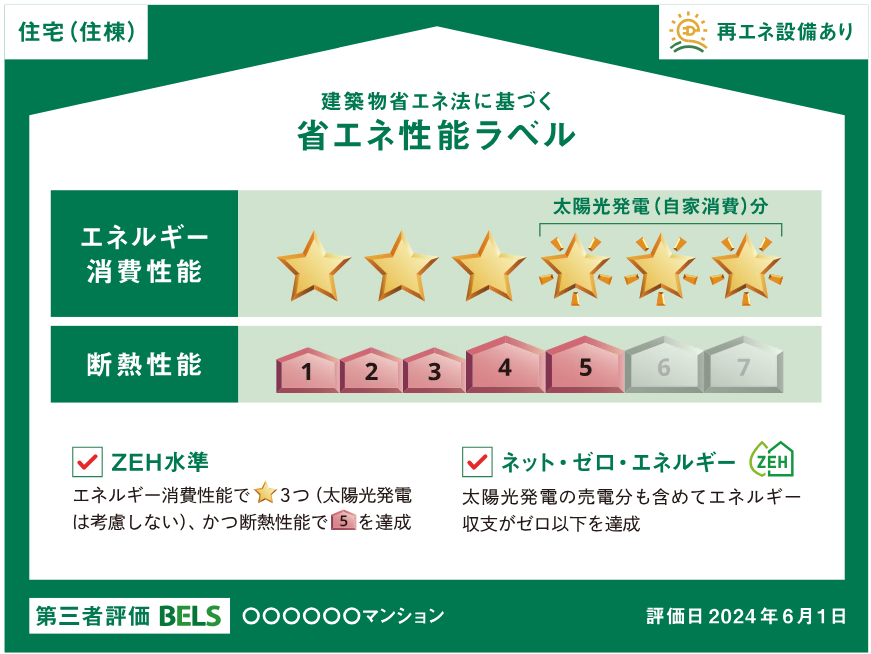 住宅（住棟）
再エネ設備あり
建築物省エネ法に基づく
省エネ性能ラベル
エネルギー
消費性能
太陽光発電（自家消費）分
断熱性能
1 2 3 4 5 6 7
ZEH水準
エネルギー消費性能で 3つ（太陽光発電
は考慮しない）、かつ断熱性能で 5 を達成
ネット・ゼロ・エネルギー ZEH
太陽光発電の売電分も含めてエネルギー
収支がゼロ以下を達成
第三者評価 BELS 〇〇〇〇〇〇マンション
評価日2024年6月1日